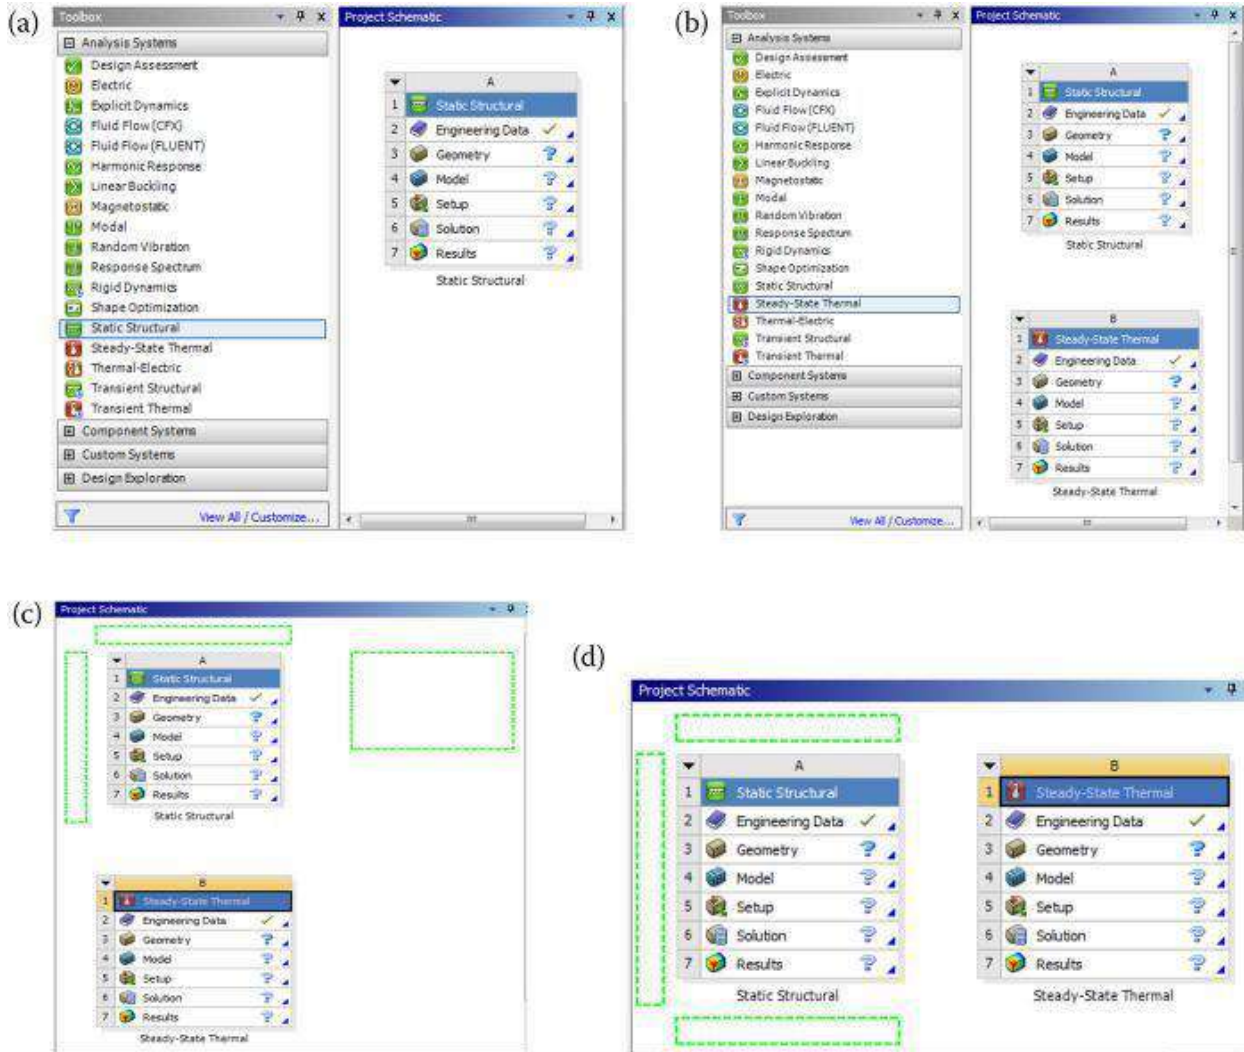 (a)
Toolbox
Analysis Systems
Design Assessment
Electric
Explicit Dynamics
Fluid Flow (CFX)
Fluid Flow (FLUENT)
Harmonic Response
Linear Buckling
Magnetostatic
Modal
Random Vibration
Response Spectrum
Rigid Dynamics
Shape Optimization
Static Structural
Steady-State Thermal
Thermal-Electric
Transient Structural
Transient Thermal
Component Systems
Custom Systems
Design Exploration
View All / Customize...
Project Schematic
A
1 Static Structural
2 Engineering Data
3 Geometry
4 Model
5 Setup
6 Solution
7 Results
Static Structural
(b)
Toolbox
Analysis Systems
Design Assessment
Electric
Explicit Dynamics
Fluid Flow (CFX)
Fluid Flow (FLUENT)
Harmonic Response
Linear Buckling
Magnetostatic
Modal
Random Vibration
Response Spectrum
Rigid Dynamics
Shape Optimization
Static Structural
Steady-State Thermal
Thermal-Electric
Transient Structural
Transient Thermal
Component Systems
Custom Systems
Design Exploration
View All / Customize...
Project Schematic
A
1 Static Structural
2 Engineering Data
3 Geometry
4 Model
5 Setup
6 Solution
7 Results
Static Structural
B
1 Steady-State Thermal
2 Engineering Data
3 Geometry
4 Model
5 Setup
6 Solution
7 Results
Steady-State Thermal
(c)
Project Schematic
A
1 Static Structural
2 Engineering Data
3 Geometry
4 Model
5 Setup
6 Solution
7 Results
Static Structural
B
1 Steady-State Thermal
2 Engineering Data
3 Geometry
4 Model
5 Setup
6 Solution
7 Results
Steady-State Thermal
(d)
Project Schematic
A
1 Static Structural
2 Engineering Data
3 Geometry
4 Model
5 Setup
6 Solution
7 Results
Static Structural
B
1 Steady-State Thermal
2 Engineering Data
3 Geometry
4 Model
5 Setup
6 Solution
7 Results
Steady-State Thermal